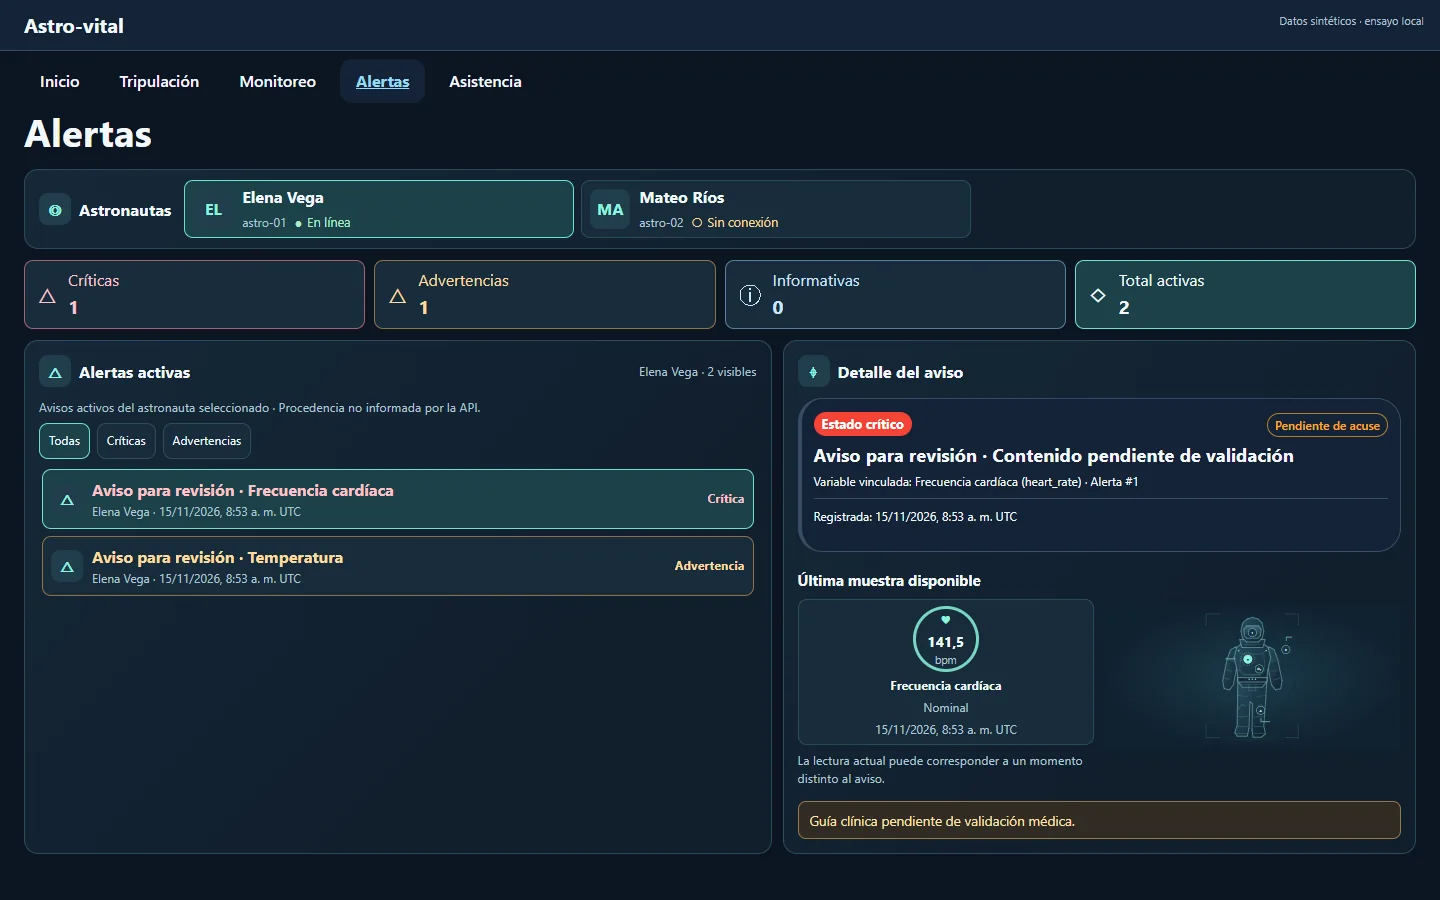 Astro-vital
Datos sintéticos · ensayo local
Inicio
Tripulación
Monitoreo
Alertas
Asistencia
Alertas
Astronautas
EL
Elena Vega
astro-01 ● En línea
MA
Mateo Ríos
astro-02 ○ Sin conexión
Críticas
1
Advertencias
1
Informativas
0
Total activas
2
Alertas activas
Elena Vega · 2 visibles
Avisos activos del astronauta seleccionado · Procedencia no informada por la API.
Todas
Críticas
Advertencias
Aviso para revisión · Frecuencia cardíaca
Elena Vega · 15/11/2026, 8:53 a. m. UTC
Crítica
Aviso para revisión · Temperatura
Elena Vega · 15/11/2026, 8:53 a. m. UTC
Advertencia
Detalle del aviso
Estado crítico
Pendiente de acuse
Aviso para revisión · Contenido pendiente de validación
Variable vinculada: Frecuencia cardíaca (heart_rate) · Alerta #1
Registrada: 15/11/2026, 8:53 a. m. UTC
Última muestra disponible
141,5
bpm
Frecuencia cardíaca
Nominal
15/11/2026, 8:53 a. m. UTC
La lectura actual puede corresponder a un momento
distinto al aviso.
Guía clínica pendiente de validación médica.